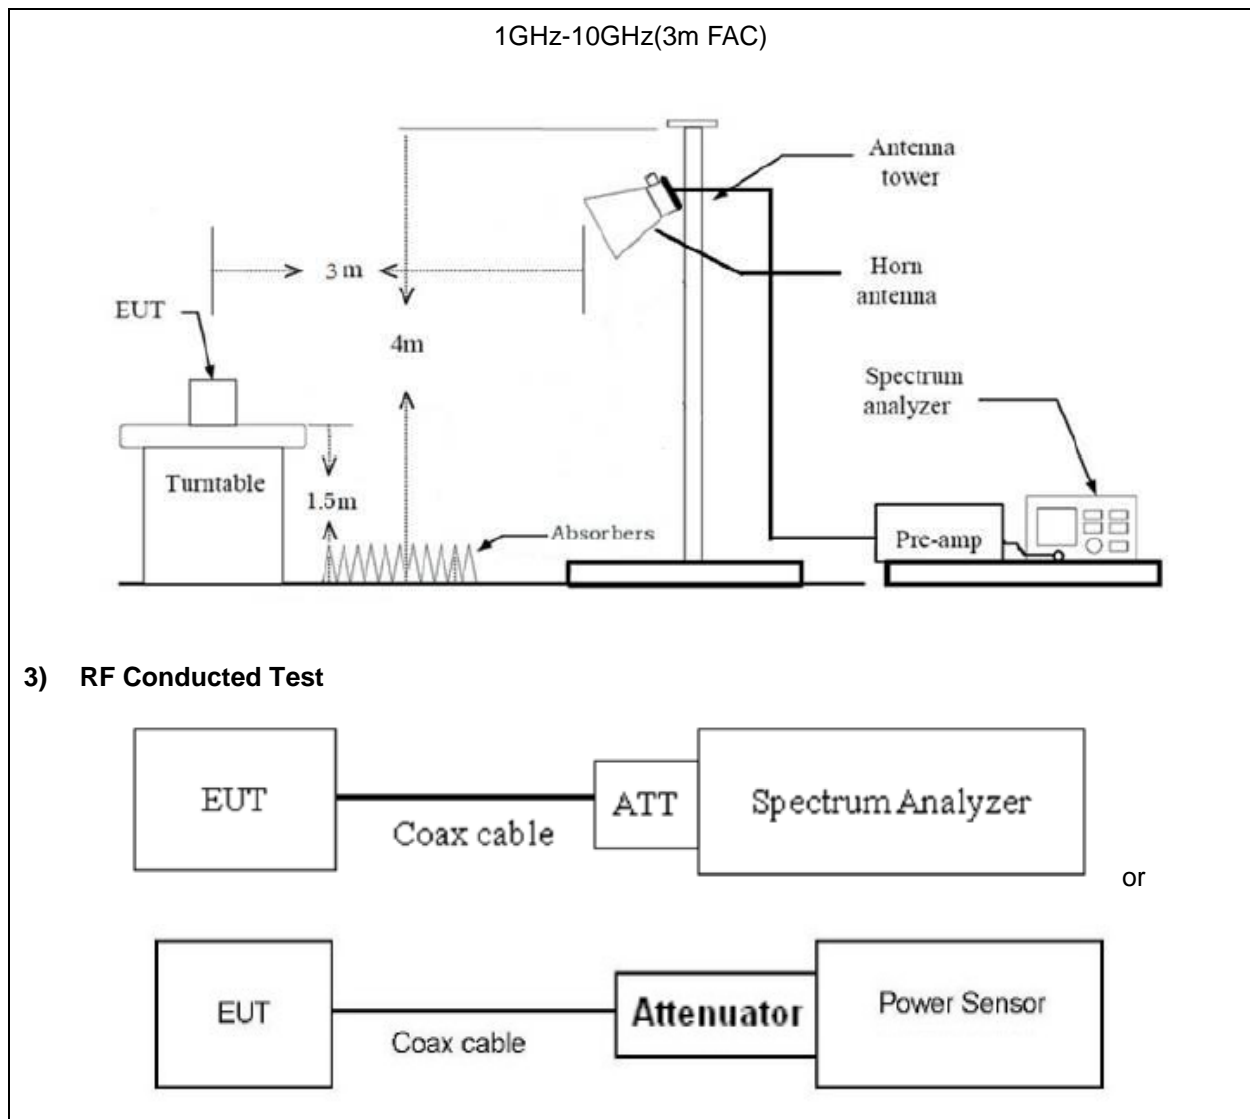 1GHz-10GHz(3m FAC)
Antenna
tower
3 m
Horn
antenna
EUT
4m
Spectrum
analyzer
Turntable
1.5m
Absorbers
Pre-amp
3) RF Conducted Test
EUT
Coax cable
ATT
Spectrum Analyzer
or
EUT
Coax cable
Attenuator
Power Sensor